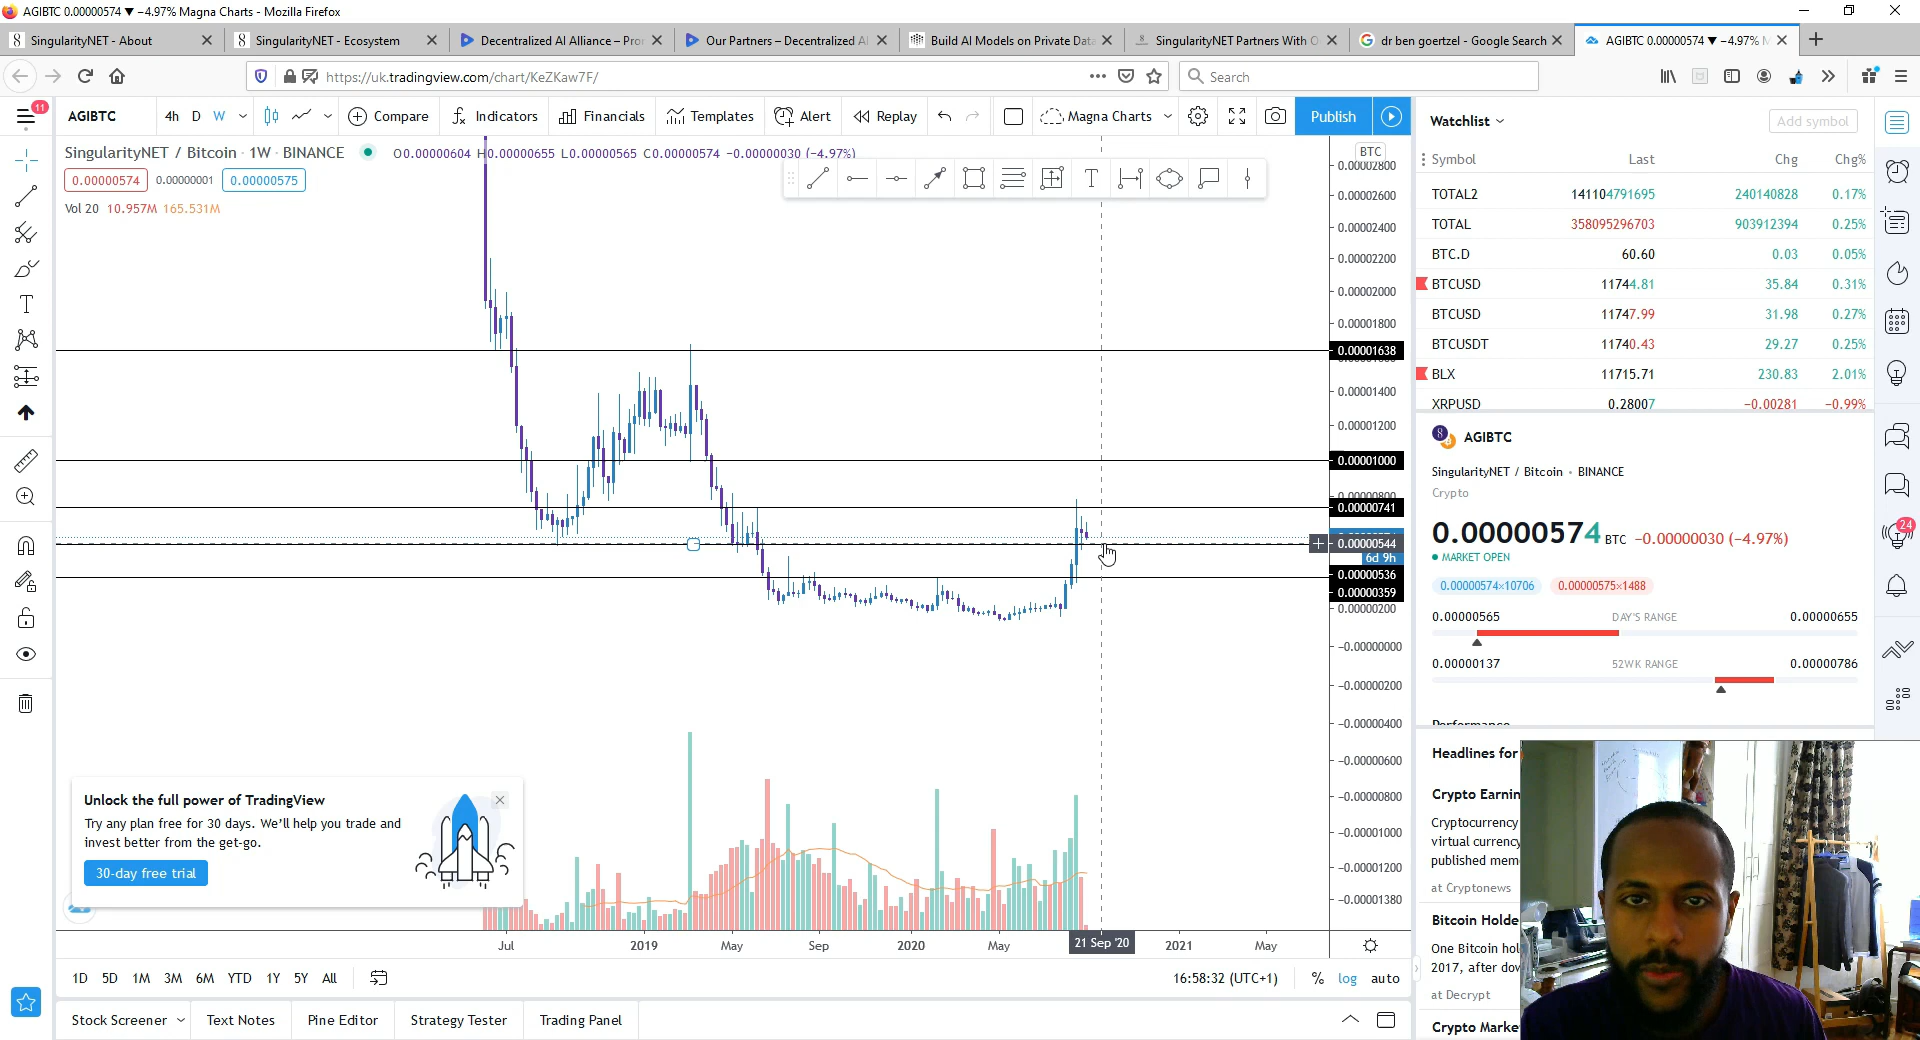 AGIBTC 0.00000574 ▼ −4.97% Magna Charts - Mozilla Firefox
SingularityNET - About
SingularityNET - Ecosystem
Decentralized AI Alliance – Pro
Our Partners – Decentralized A
Build AI Models on Private Data
SingularityNET Partners With O
dr ben goertzel - Google Search
AGIBTC 0.00000574 ▼ −4.97% M
https://uk.tradingview.com/chart/KeZKaw7F/
Search
11
AGIBTC
4h
D
W
Compare
Indicators
Financials
Templates
Alert
Replay
Magna Charts
Publish
SingularityNET / Bitcoin · 1W · BINANCE
O0.00000604 H0.00000655 L0.00000565 C0.00000574 −0.00000030 (−4.97%)
0.00000574
0.00000001
0.00000575
Vol 20 10.957M 165.531M
T
T
BTC
0.00002800
0.00002600
0.00002400
0.00002200
0.00002000
0.00001800
0.00001638
0.00001400
0.00001200
0.00001000
0.00000741
0.00000544
6d 9h
0.00000536
0.00000359
0.00000200
−0.00000000
−0.00000200
−0.00000400
−0.00000600
−0.00000800
−0.00001000
−0.00001200
−0.00001380
Unlock the full power of TradingView
Try any plan free for 30 days. We'll help you trade and
invest better from the get-go.
30-day free trial
Jul
2019
May
Sep
2020
May
21 Sep '20
2021
May
1D
5D
1M
3M
6M
YTD
1Y
5Y
All
16:58:32 (UTC+1)
%
log
auto
Stock Screener
Text Notes
Pine Editor
Strategy Tester
Trading Panel
Watchlist
Add symbol
Symbol Last Chg Chg%
TOTAL2 141104791695 240140828 0.17%
TOTAL 358095296703 903912394 0.25%
BTC.D 60.60 0.03 0.05%
BTCUSD 11744.81 35.84 0.31%
BTCUSD 11747.99 31.98 0.27%
BTCUSDT 11740.43 29.27 0.25%
BLX 11715.71 230.83 2.01%
XRPUSD 0.28007 −0.00281 −0.99%
AGIBTC
SingularityNET / Bitcoin • BINANCE
Crypto
0.00000574 BTC −0.00000030 (−4.97%)
MARKET OPEN
0.00000574×10706
0.00000575×1488
0.00000565 DAY'S RANGE 0.00000655
0.00000137 52WK RANGE 0.00000786
Performance
24
Headlines for
Crypto Earnin
Cryptocurrency
virtual currency
published mem
at Cryptonews
Bitcoin Holde
One Bitcoin hol
2017, after dow
at Decrypt
Crypto Marke